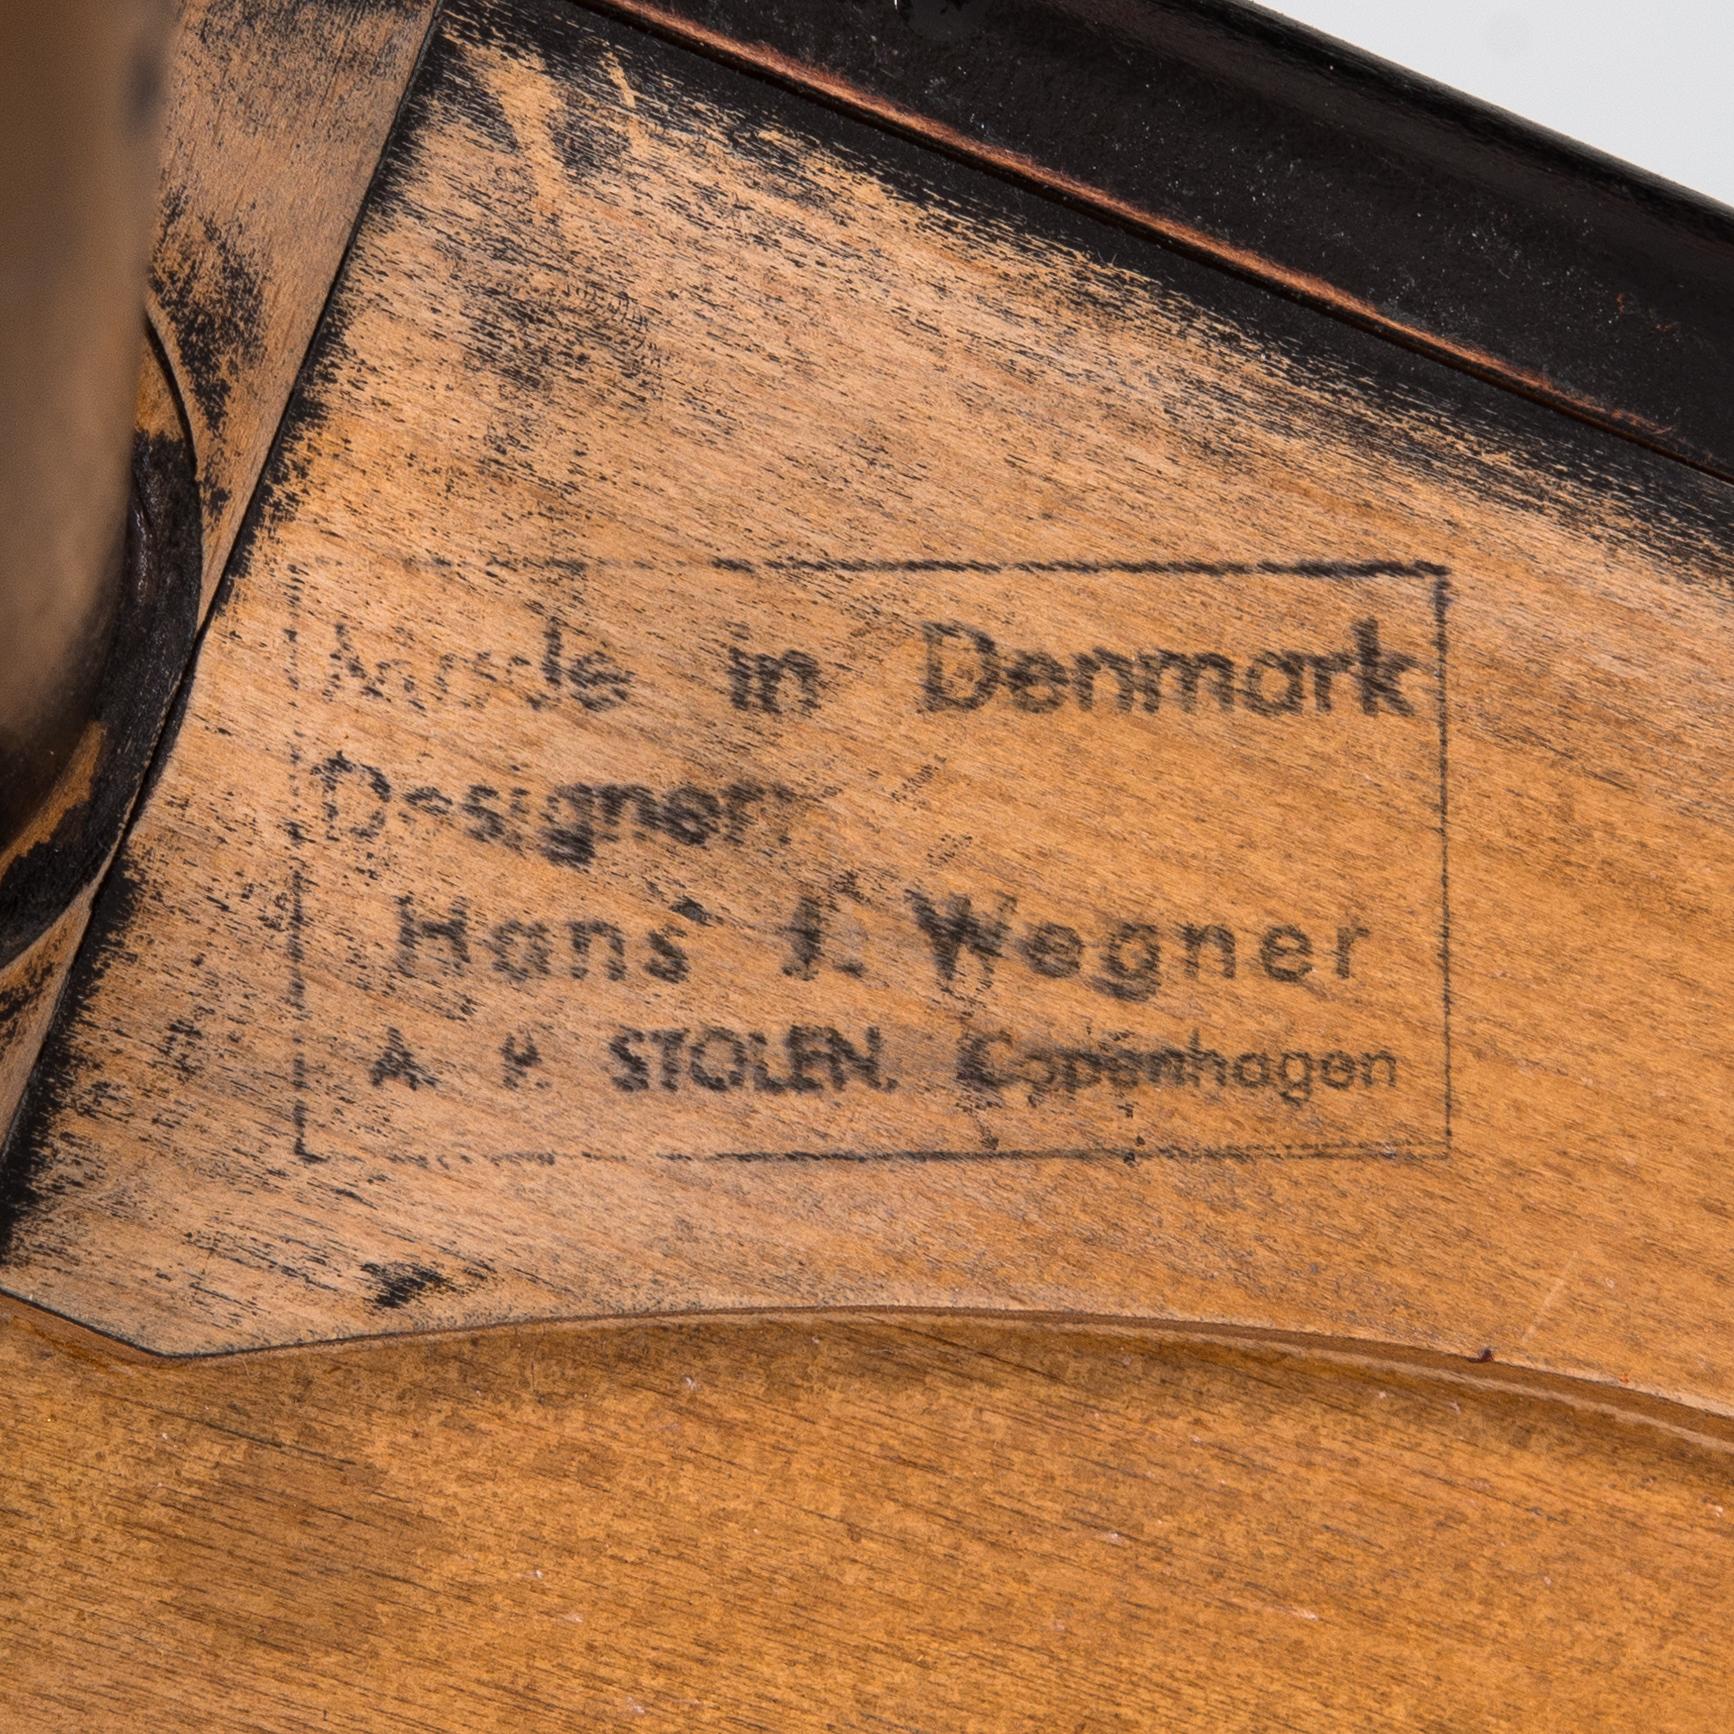 Made in Denmark
Designer:
Hans J. Wegner
A. P. STOLEN. Copenhagen